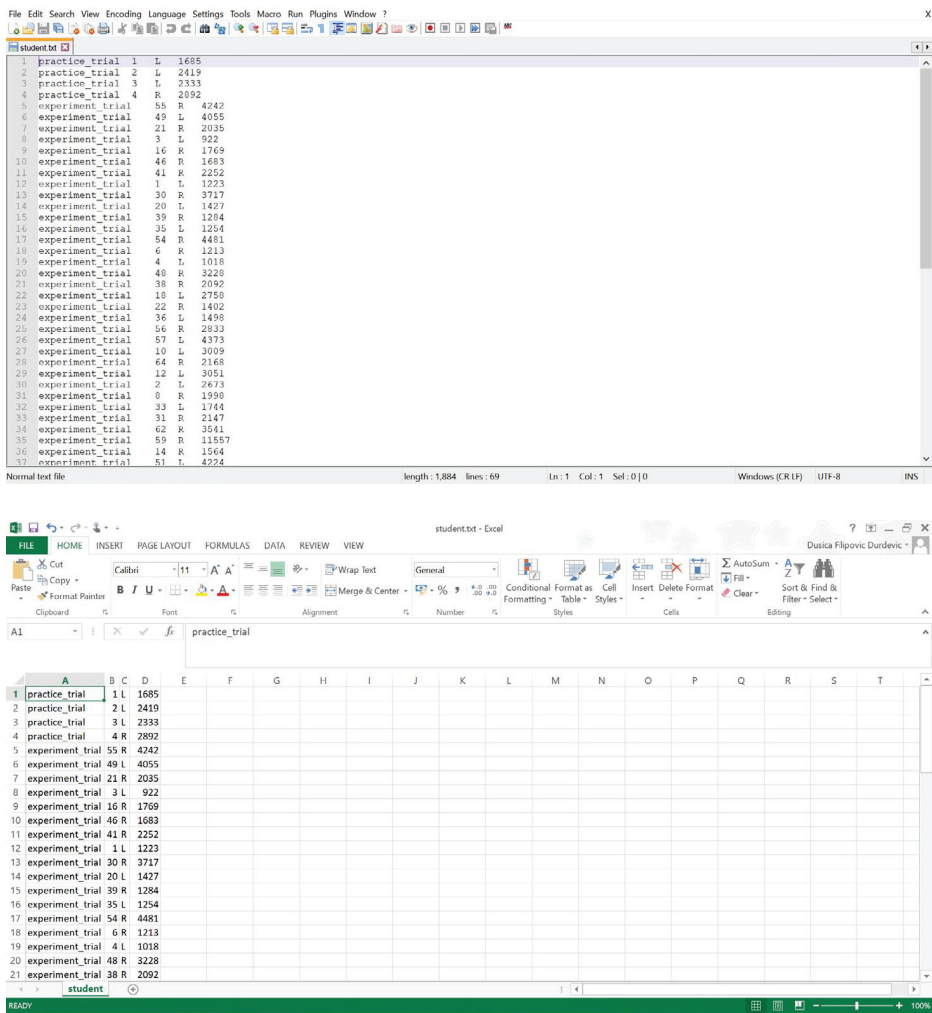 File Edit Search View Encoding Language Settings Tools Macro Run Plugins Window ? X
student.txt
1 practice_trial 1 L 1685
2 practice_trial 2 L 2419
3 practice_trial 3 L 2333
4 practice_trial 4 R 2892
5 experiment_trial 55 R 4242
6 experiment_trial 49 L 4055
7 experiment_trial 21 R 2035
8 experiment_trial 3 L 922
9 experiment_trial 16 R 1769
10 experiment_trial 46 R 1683
11 experiment_trial 41 R 2252
12 experiment_trial 1 L 1223
13 experiment_trial 30 R 3717
14 experiment_trial 20 L 1427
15 experiment_trial 39 R 1284
16 experiment_trial 35 L 1254
17 experiment_trial 54 R 4481
18 experiment_trial 6 R 1213
19 experiment_trial 4 L 1018
20 experiment_trial 48 R 3228
21 experiment_trial 38 R 2092
22 experiment_trial 18 L 2758
23 experiment_trial 22 R 1402
24 experiment_trial 36 L 1498
25 experiment_trial 56 R 2833
26 experiment_trial 57 L 4373
27 experiment_trial 10 L 3009
28 experiment_trial 64 R 2168
29 experiment_trial 12 L 3051
30 experiment_trial 2 L 2673
31 experiment_trial 8 R 1998
32 experiment_trial 33 L 1744
33 experiment_trial 31 R 2147
34 experiment_trial 62 R 3541
35 experiment_trial 59 R 11557
36 experiment_trial 14 R 1564
37 experiment_trial 51 L 4224
Normal text file length : 1,884 lines : 69 Ln : 1 Col : 1 Sel : 0 | 0 Windows (CR LF) UTF-8 INS
student.txt - Excel ?
FILE HOME INSERT PAGE LAYOUT FORMULAS DATA REVIEW VIEW Dusica Filipovic Durdevic
Paste Cut Copy Format Painter
Calibri 11 A A B I U A
Wrap Text Merge & Center
General % , .0 .00 .00 .0
Conditional Formatting Format as Table Cell Styles
Insert Delete Format
AutoSum Fill Clear Sort & Filter Find & Select
Clipboard Font Alignment Number Styles Cells Editing
A1 fx practice_trial
A B C D E F G H I J K L M N O P Q R S T
1 practice_trial 1 L 1685
2 practice_trial 2 L 2419
3 practice_trial 3 L 2333
4 practice_trial 4 R 2892
5 experiment_trial 55 R 4242
6 experiment_trial 49 L 4055
7 experiment_trial 21 R 2035
8 experiment_trial 3 L 922
9 experiment_trial 16 R 1769
10 experiment_trial 46 R 1683
11 experiment_trial 41 R 2252
12 experiment_trial 1 L 1223
13 experiment_trial 30 R 3717
14 experiment_trial 20 L 1427
15 experiment_trial 39 R 1284
16 experiment_trial 35 L 1254
17 experiment_trial 54 R 4481
18 experiment_trial 6 R 1213
19 experiment_trial 4 L 1018
20 experiment_trial 48 R 3228
21 experiment_trial 38 R 2092
student
READY 100%